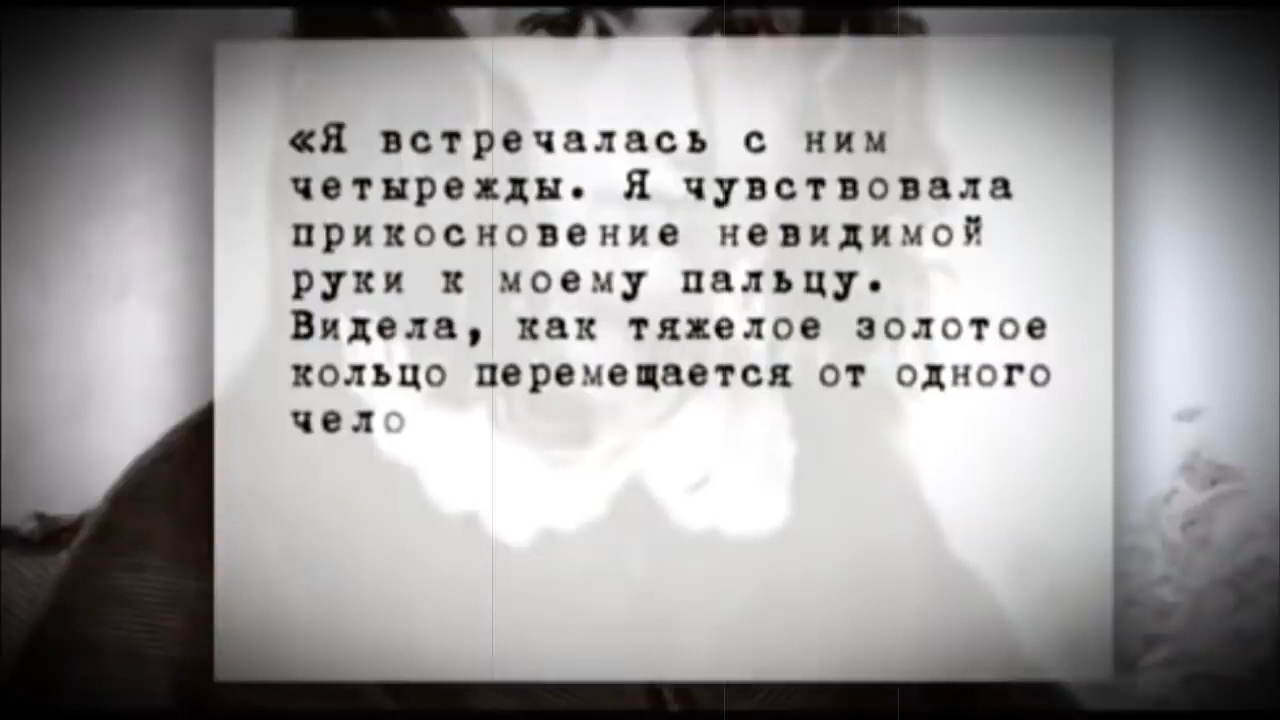 «Я встречалась с ним
четырежды. Я чувствовала
прикосновение невидимой
руки к моему пальцу.
Видела, как тяжелое золотое
кольцо перемещается от одного
чело